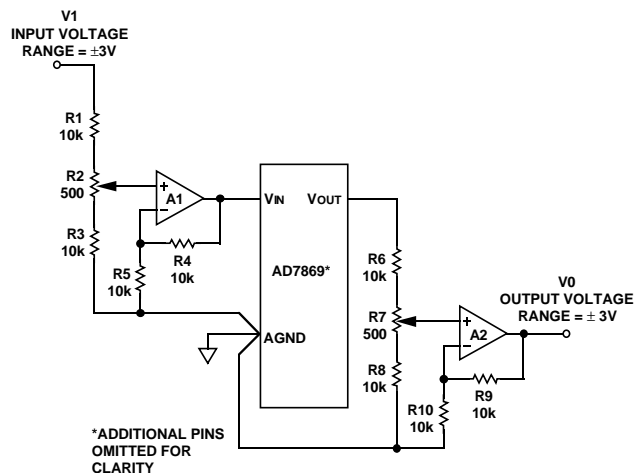 V1
INPUT VOLTAGE
RANGE = ±3V
R1
10k
R2
500
R3
10k
A1
R4
10k
R5
10k
VIN
VOUT
AD7869*
AGND
R6
10k
R7
500
R8
10k
A2
V0
OUTPUT VOLTAGE
RANGE = ± 3V
R9
10k
R10
10k
*ADDITIONAL PINS
OMITTED FOR
CLARITY